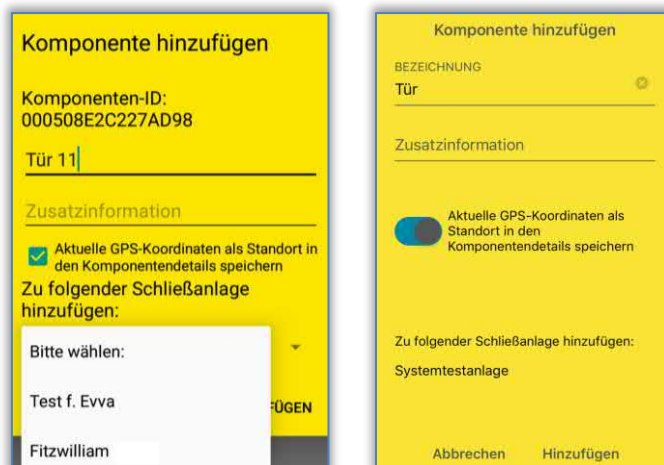 Komponente hinzufügen
Komponenten-ID:
000508E2C227AD98
Tür 11
Zusatzinformation
Aktuelle GPS-Koordinaten als Standort in
den Komponentendetails speichern
Zu folgender Schließanlage
hinzufügen:
Bitte wählen:
Test f. Evva
FÜGEN
Fitzwilliam
Komponente hinzufügen
BEZEICHNUNG
Tür
Zusatzinformation
Aktuelle GPS-Koordinaten als
Standort in den
Komponentendetails speichern
Zu folgender Schließanlage hinzufügen:
Systemtestanlage
Abbrechen Hinzufügen